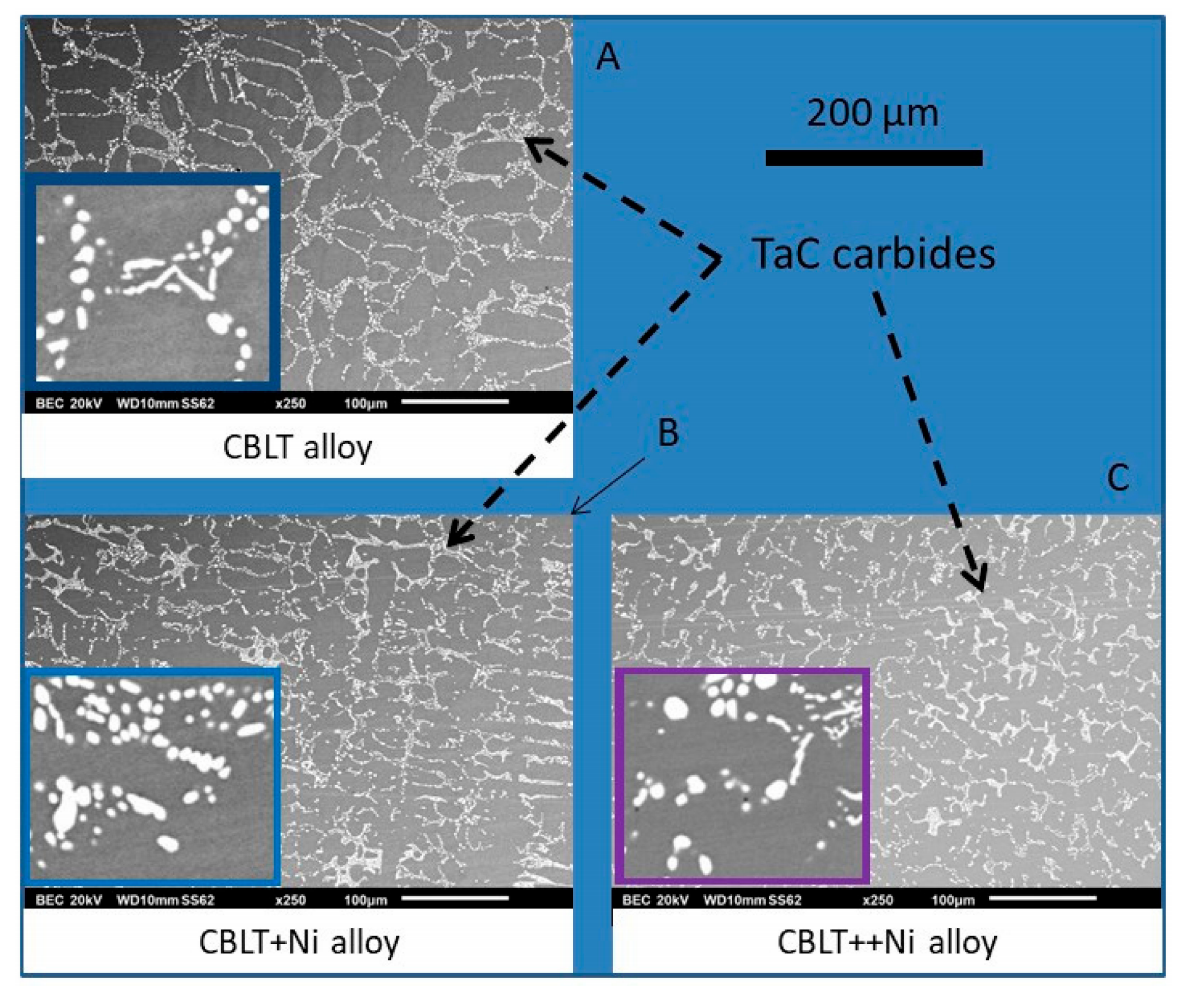 A
200 µm
TaC carbides
BEC 20kV WD10mm SS62 x250 100µm
CBLT alloy
B
C
BEC 20kV WD10mm SS62 x250 100µm
BEC 20kV WD10mm SS62 x250 100µm
CBLT+Ni alloy
CBLT++Ni alloy